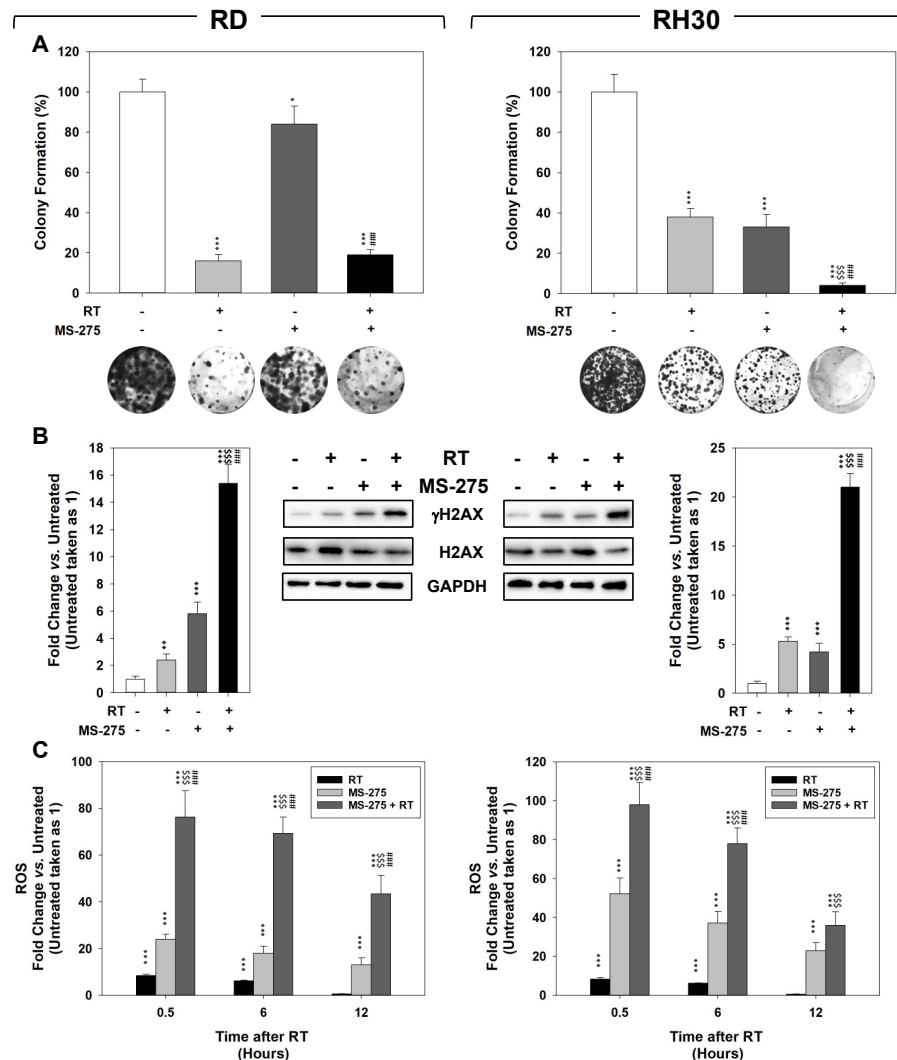 RD
RH30
A
Colony Formation (%)
120
100
80
60
40
20
0
***
*
***
###
RT - + - +
MS-275 - - + +
Colony Formation (%)
120
100
80
60
40
20
0
***
***
***
$$$
###
RT - + - +
MS-275 - - + +
B
Fold Change vs. Untreated
(Untreated taken as 1)
18
16
14
12
10
8
6
4
2
0
**
***
***
$$$
###
RT - + - +
MS-275 - - + +
- + - + RT - + - +
- - + + MS-275 - - + +
γH2AX
H2AX
GAPDH
Fold Change vs. Untreated
(Untreated taken as 1)
25
20
15
10
5
0
***
***
***
$$$
###
RT - + - +
MS-275 - - + +
C
ROS
Fold Change vs. Untreated
(Untreated taken as 1)
100
80
60
40
20
0
RT
MS-275
MS-275 + RT
***
***
***
$$$
###
***
***
***
$$$
###
***
***
$$$
###
0.5 6 12
Time after RT
(Hours)
ROS
Fold Change vs. Untreated
(Untreated taken as 1)
120
100
80
60
40
20
0
RT
MS-275
MS-275 + RT
***
***
***
$$$
###
***
***
***
$$$
###
***
***
$$$
0.5 6 12
Time after RT
(Hours)